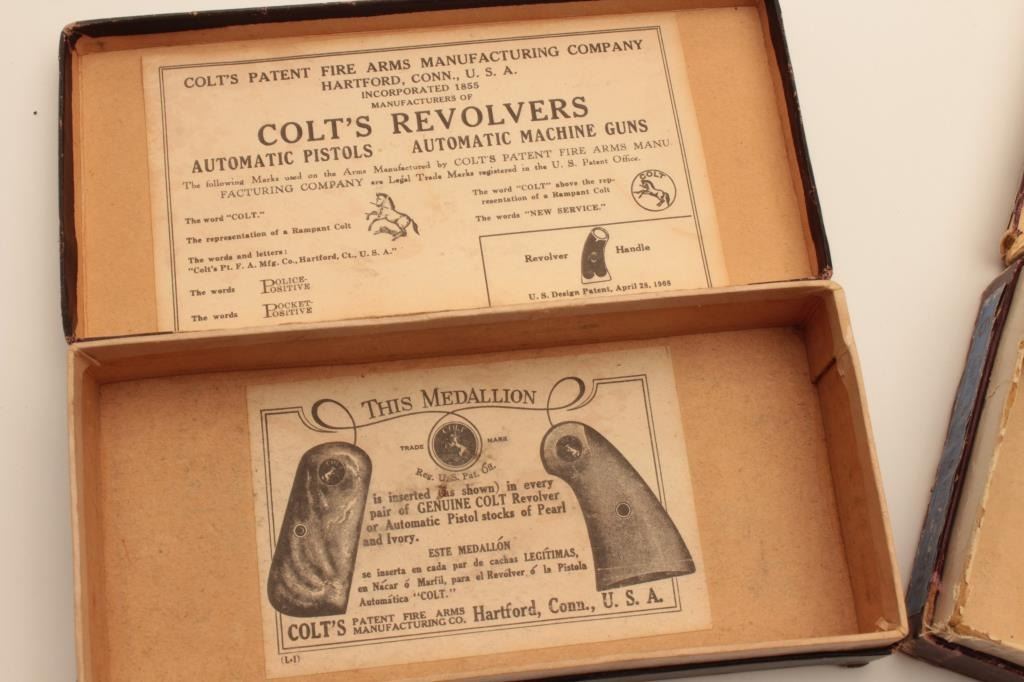 COLT'S PATENT FIRE ARMS MANUFACTURING COMPANY
HARTFORD, CONN., U. S. A.
INCORPORATED 1855
MANUFACTURERS OF
COLT'S REVOLVERS
AUTOMATIC PISTOLS AUTOMATIC MACHINE GUNS
The following Marks used on the Arms Manufactured by COLT'S PATENT FIRE ARMS MANU
FACTURING COMPANY are Legal Trade Marks registered in the U. S. Patent Office.
The word "COLT."
The representation of a Rampant Colt
The words and letters:
"Colt's Pt. F. A. Mfg. Co., Hartford, Ct., U. S. A."
The words POLICE-
POSITIVE
The words POCKET-
POSITIVE
The word "COLT" above the rep-
resentation of a Rampant Colt
COLT
The words "NEW SERVICE."
Revolver Handle
U. S. Design Patent, April 28, 1908
THIS MEDALLION
TRADE MARK
COLT
Reg. U. S. Pat. Off.
is inserted (as shown) in every
pair of GENUINE COLT Revolver
or Automatic Pistol stocks of Pearl
and Ivory.
ESTE MEDALLÓN
se inserta en cada par de cachas LEGÍTIMAS,
en Nácar ó Marfil, para el Revólver ó la Pistola
Automática "COLT."
COLT'S PATENT FIRE ARMS
MANUFACTURING CO. Hartford, Conn., U. S. A.
(L-1)